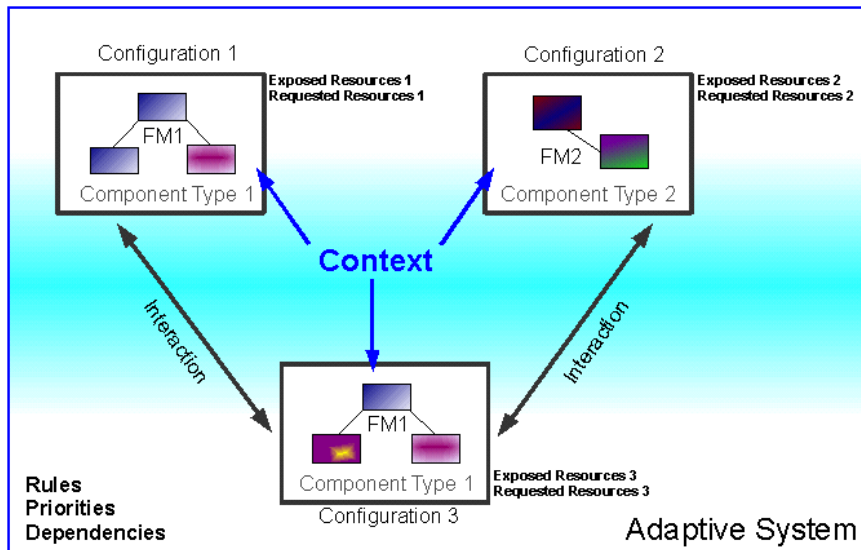 Configuration 1
Exposed Resources 1
Requested Resources 1
FM1
Component Type 1
Configuration 2
Exposed Resources 2
Requested Resources 2
FM2
Component Type 2
Context
Interaction
Interaction
FM1
Component Type 1
Configuration 3
Exposed Resources 3
Requested Resources 3
Rules
Priorities
Dependencies
Adaptive System